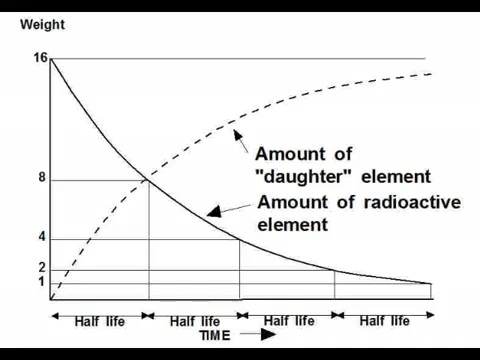 Weight
16
8
4
2
1
Amount of
"daughter" element
Amount of radioactive
element
Half life Half life Half life Half life
TIME